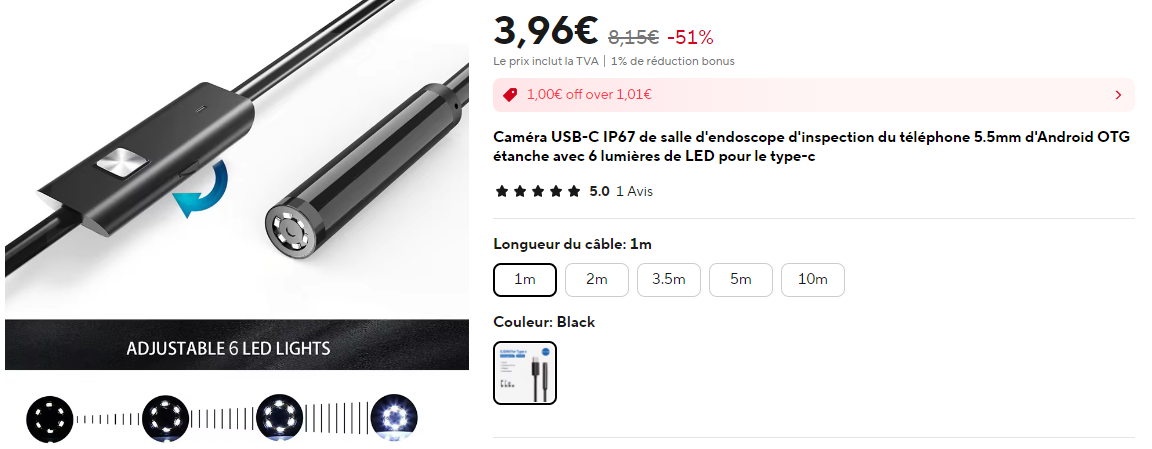 3,96€ 8,15€ -51%
Le prix inclut la TVA | 1% de réduction bonus
1,00€ off over 1,01€
Caméra USB-C IP67 de salle d'endoscope d'inspection du téléphone 5.5mm d'Android OTG
étanche avec 6 lumières de LED pour le type-c
5.0 1 Avis
Longueur du câble: 1m
1m 2m 3.5m 5m 10m
Couleur: Black
ADJUSTABLE 6 LED LIGHTS